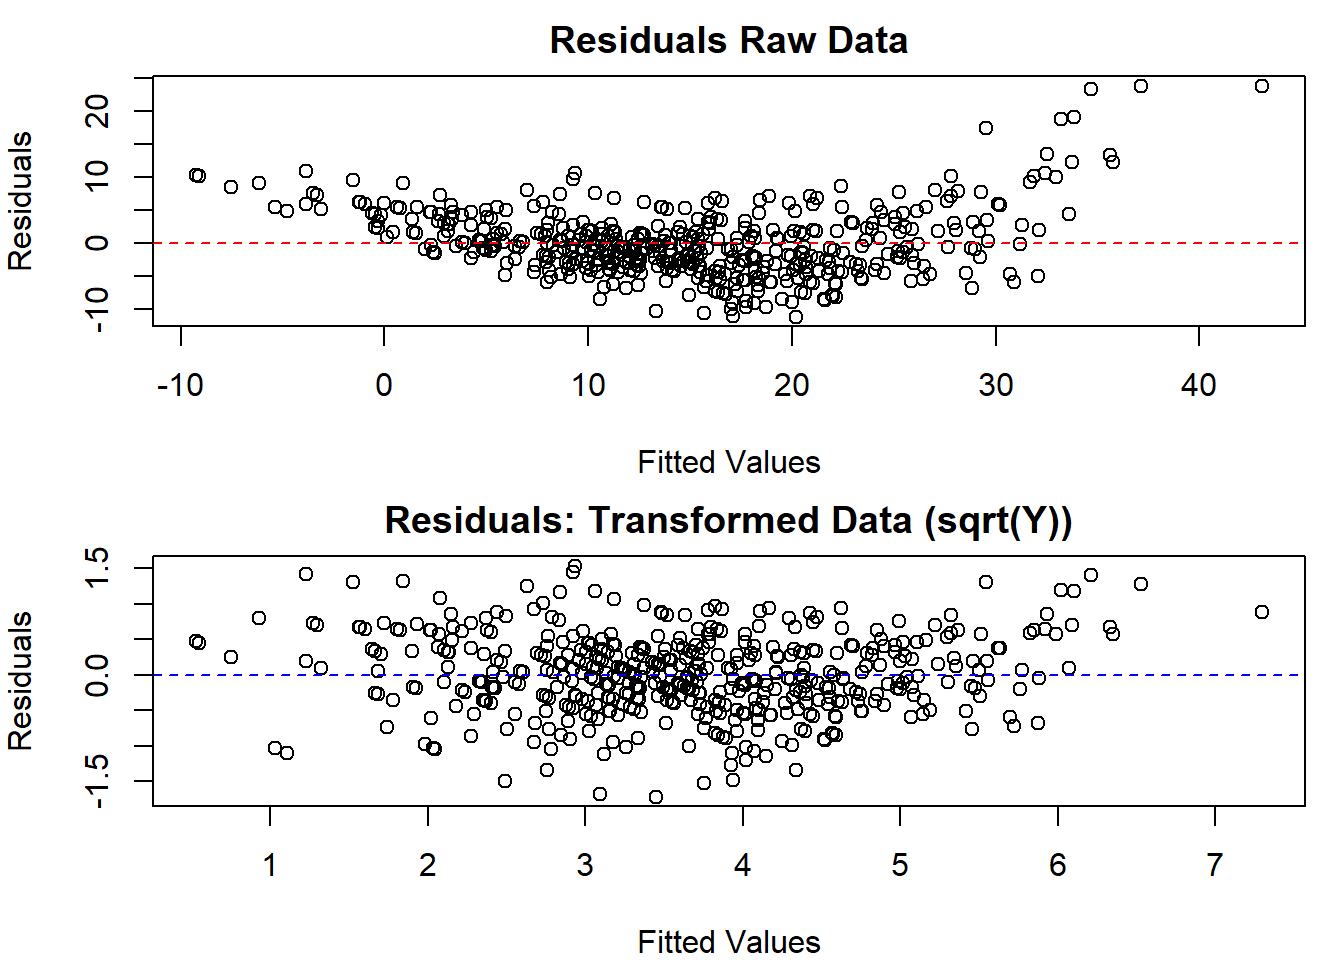 Residuals Raw Data
Residuals
20
10
0
-10
-10 0 10 20 30 40
Fitted Values
Residuals: Transformed Data (sqrt(Y))
Residuals
1.5
0.0
-1.5
1 2 3 4 5 6 7
Fitted Values